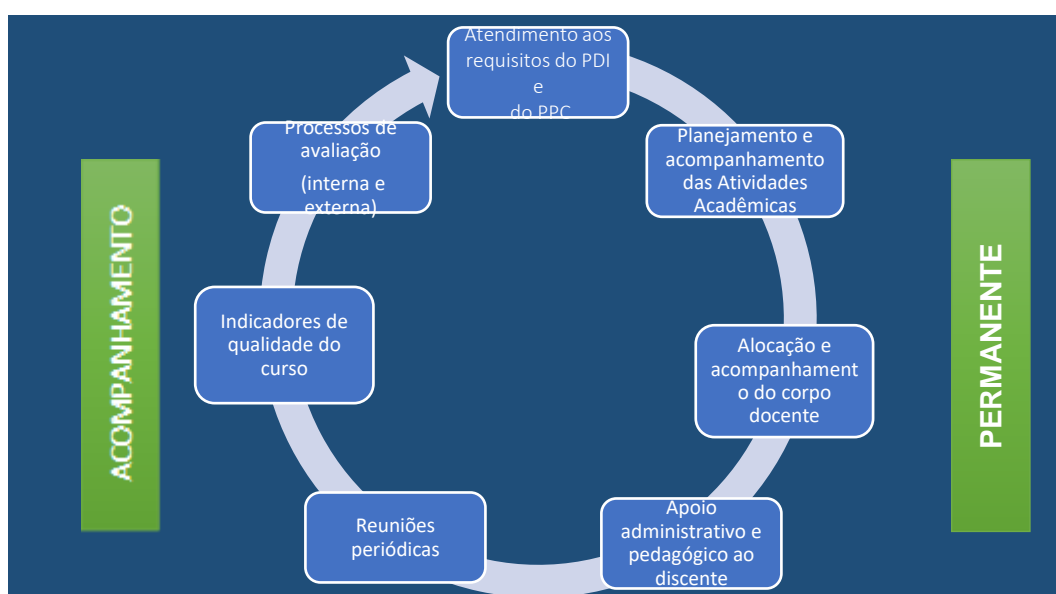 Atendimento aos
requisitos do PDI
e
do PPC
Planejamento e
acompanhamento
das Atividades
Acadêmicas
Alocação e
acompanhament
o do corpo
docente
Apoio
administrativo e
pedagógico ao
discente
Reuniões
periódicas
Indicadores de
qualidade do
curso
Processos de
avaliação
(interna e
externa)
ACOMPANHAMENTO
PERMANENTE